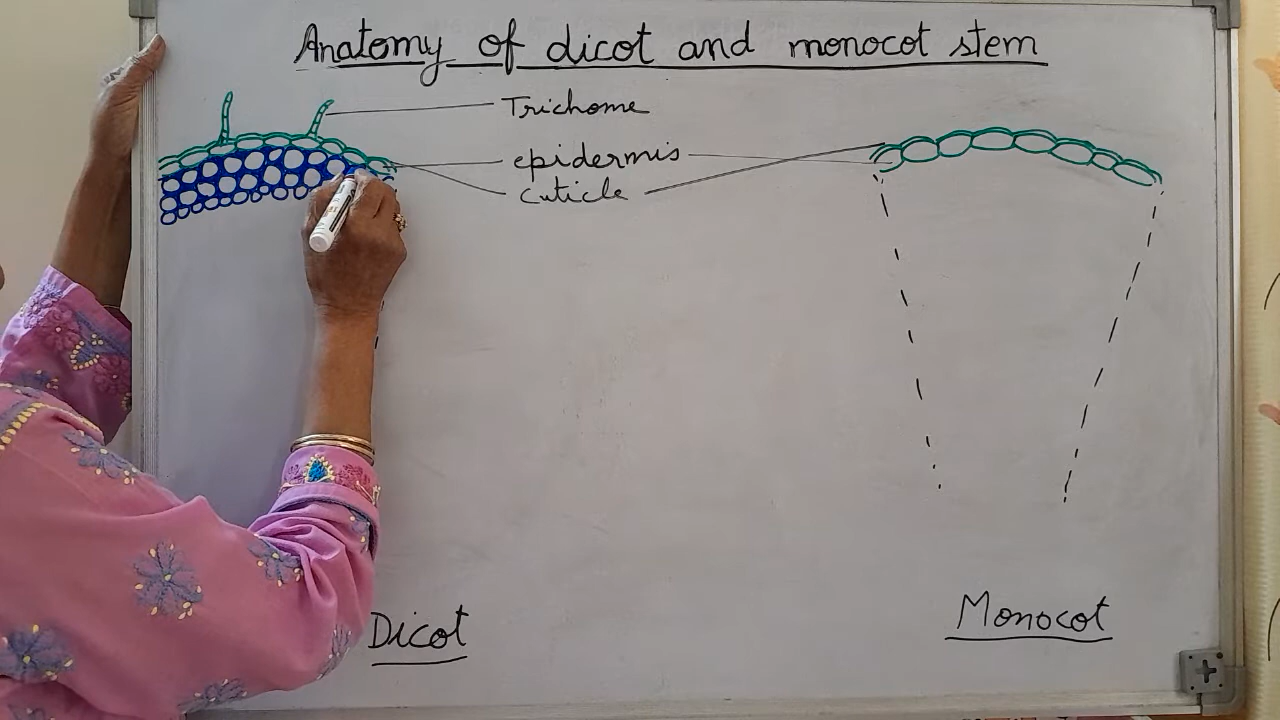 Anatomy of dicot and monocot stem
Trichome
epidermis
cuticle
Dicot
Monocot